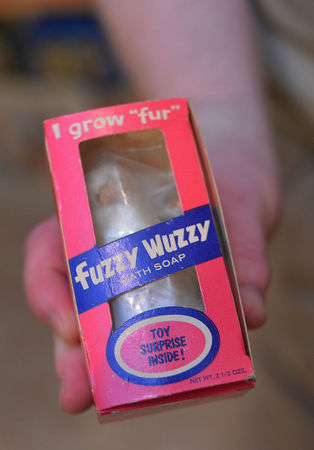 I grow "fur"
fuzzy Wuzzy
BATH SOAP
TOY
SURPRISE
INSIDE!
NET WT. 2 1/2 OZS.